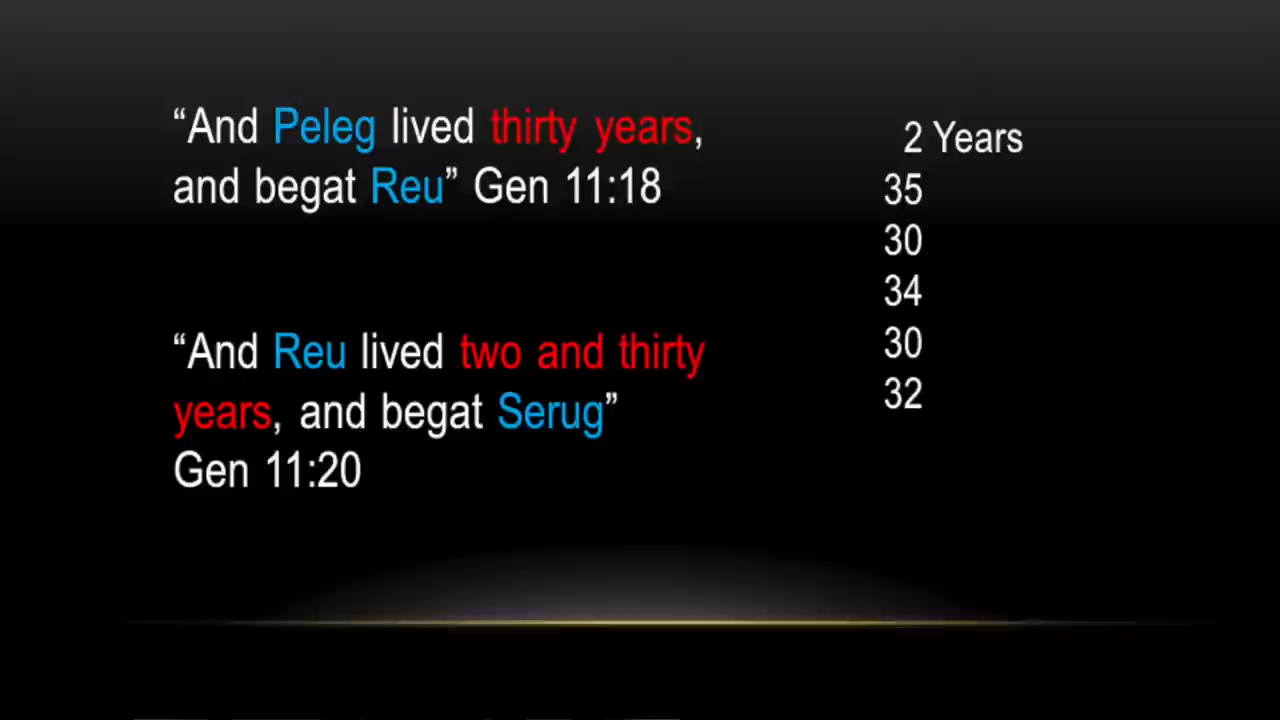 “And Peleg lived thirty years,
and begat Reu” Gen 11:18
“And Reu lived two and thirty
years, and begat Serug”
Gen 11:20
2 Years
35
30
34
30
32